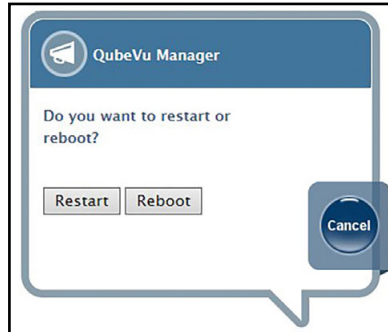 QubeVu Manager
Do you want to restart or
reboot?
Restart Reboot
Cancel